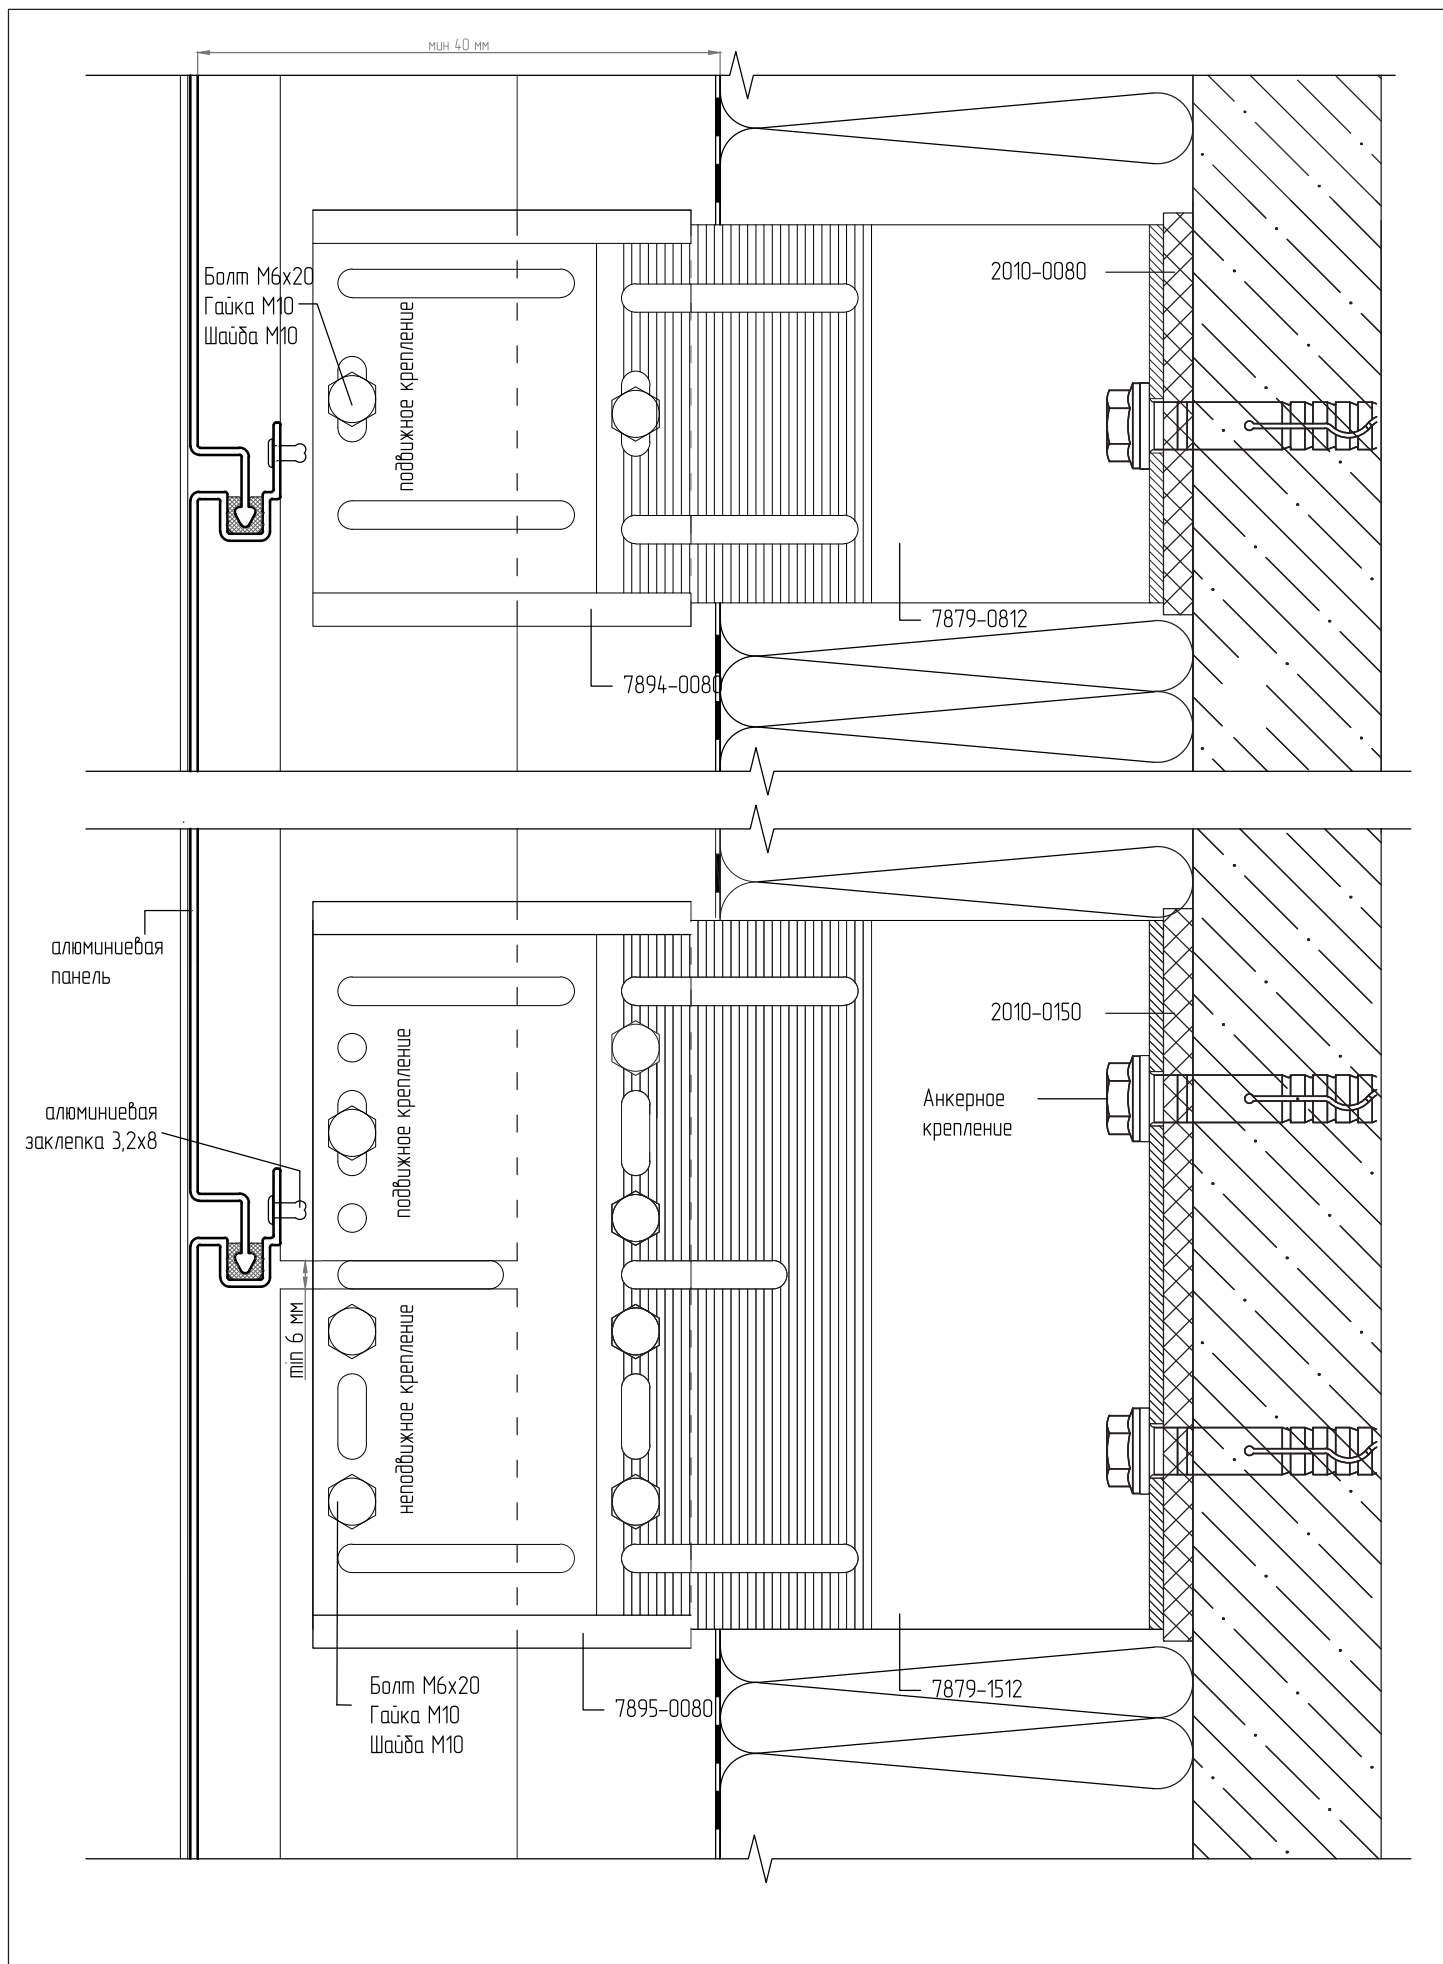 мин 40 мм
Болт М6х20
Гайка М10
Шайба М10
подвижное крепление
2010-0080
7879-0812
7894-0080
алюминиевая
панель
2010-0150
подвижное крепление
Анкерное
крепление
алюминиевая
заклепка 3,2х8
min 6 мм
неподвижное крепление
Болт М6х20
Гайка М10
Шайба М10
7895-0080
7879-1512